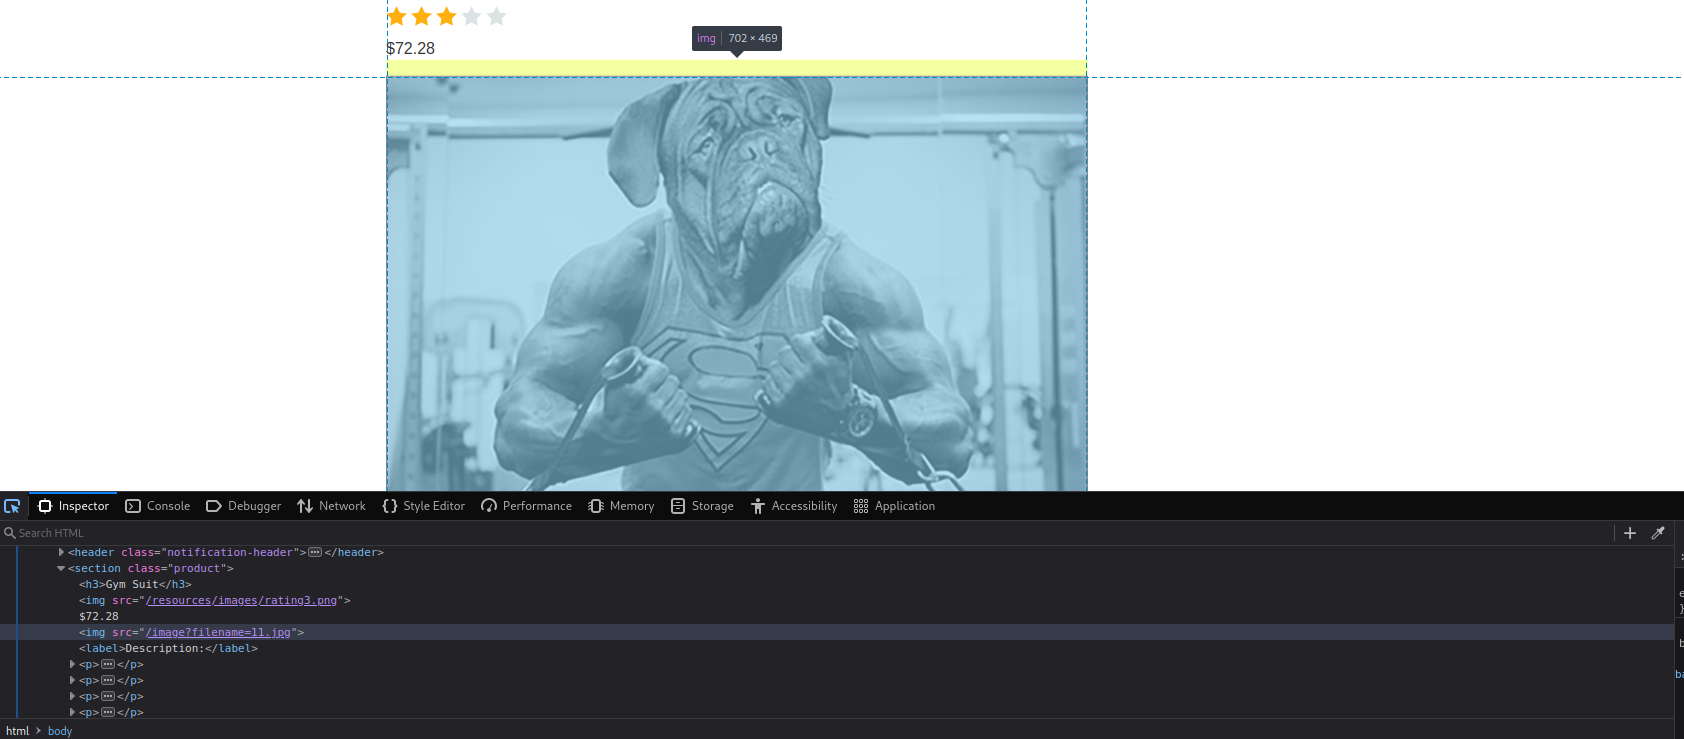 $72.28
img 702 × 469
S
Inspector Console Debugger Network Style Editor Performance Memory Storage Accessibility Application
Search HTML
<header class="notification-header"></header>
<section class="product">
<h3>Gym Suit</h3>
<img src="/resources/images/rating3.png">
$72.28
<img src="/image?filename=11.jpg">
<label>Description:</label>
<p></p>
<p></p>
<p></p>
<p></p>
html > body